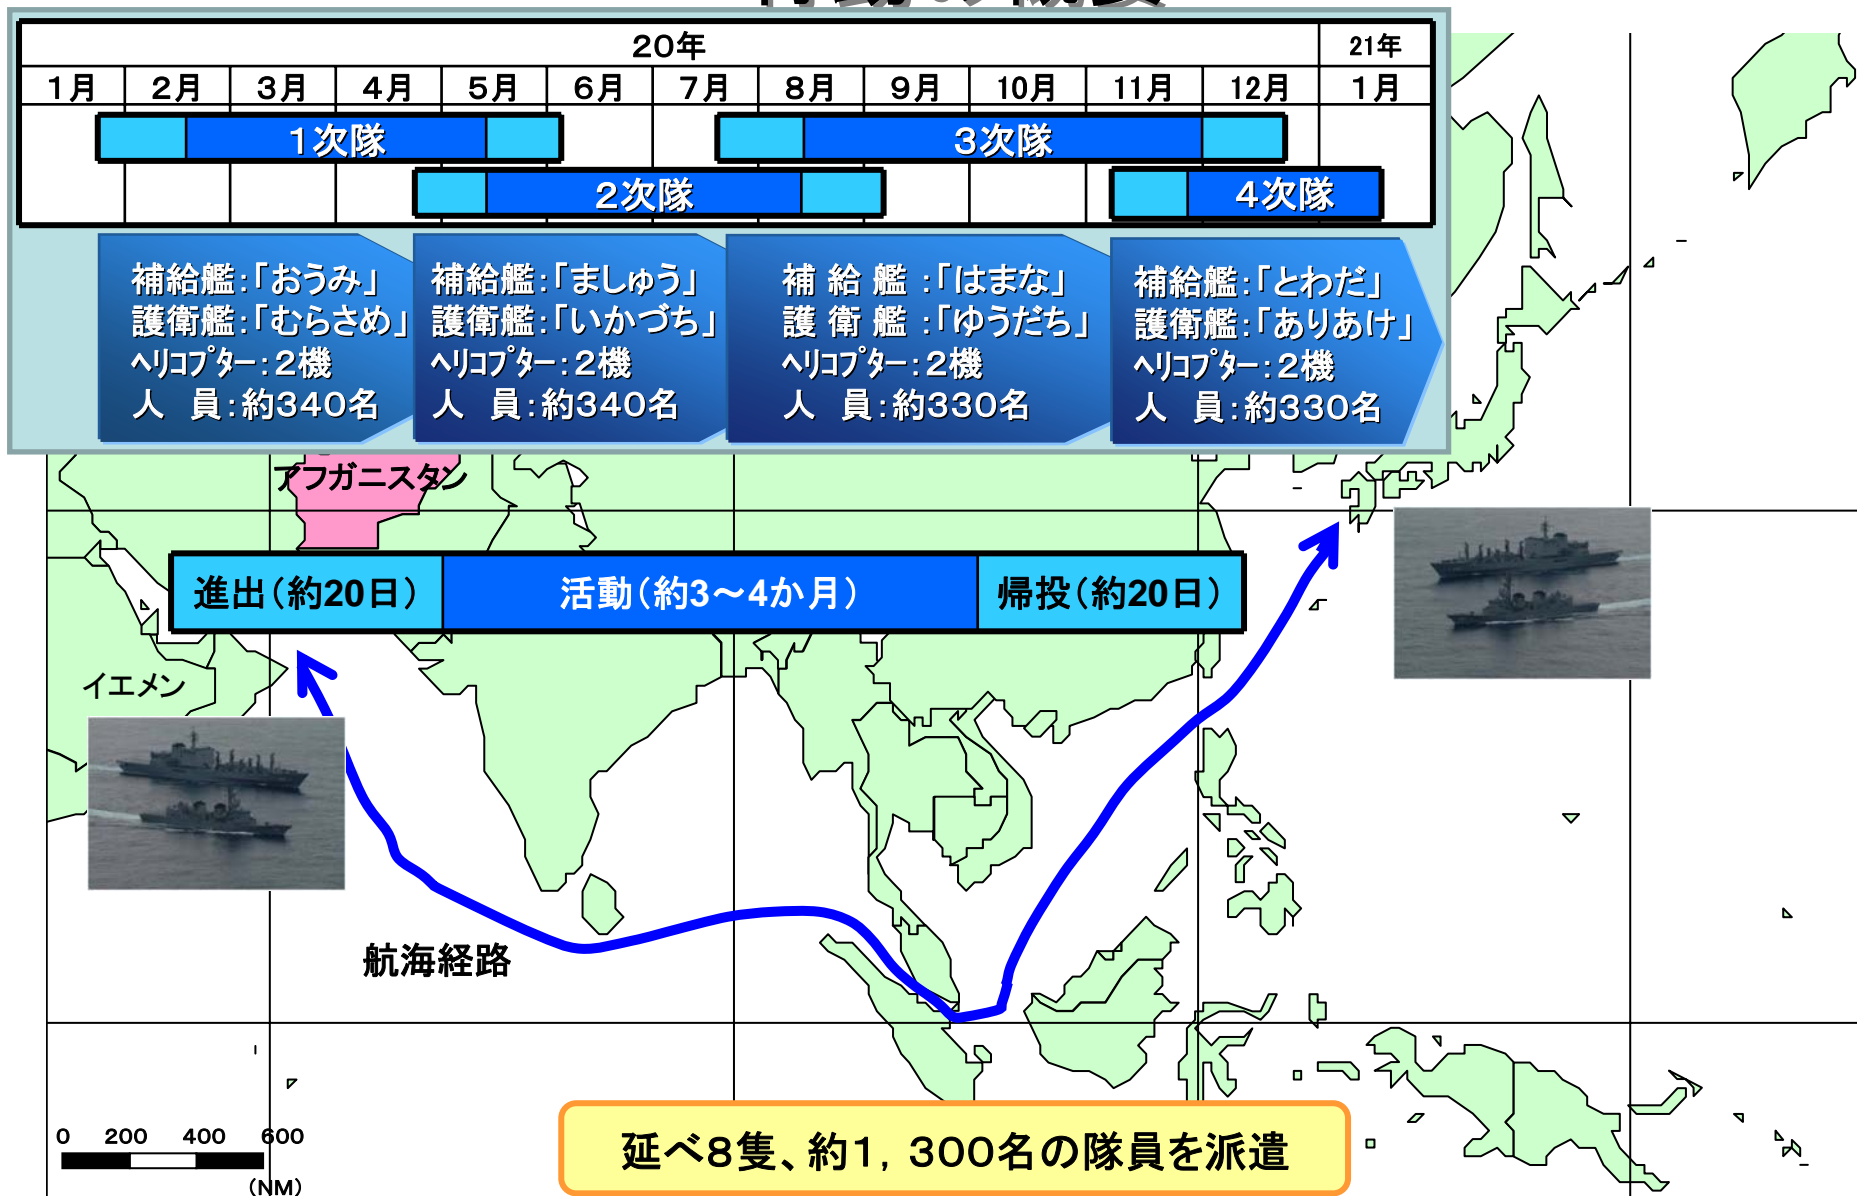 20年
21年
1月 2月 3月 4月 5月 6月 7月 8月 9月 10月 11月 12月 1月
1次隊
3次隊
2次隊
4次隊
補給艦:「おうみ」
護衛艦:「むらさめ」
ﾍﾘｺﾌﾟﾀｰ:2機
人 員:約340名
補給艦:「ましゅう」
護衛艦:「いかづち」
ﾍﾘｺﾌﾟﾀｰ:2機
人 員:約340名
補 給 艦 :「はまな」
護 衛 艦 :「ゆうだち」
ﾍﾘｺﾌﾟﾀｰ:2機
人 員:約330名
補給艦:「とわだ」
護衛艦:「ありあけ」
ﾍﾘｺﾌﾟﾀｰ:2機
人 員:約330名
アフガニスタン
進出(約20日)
活動(約3～4か月)
帰投(約20日)
イエメン
航海経路
0 200 400 600
(NM)
延べ8隻、約1, 300名の隊員を派遣